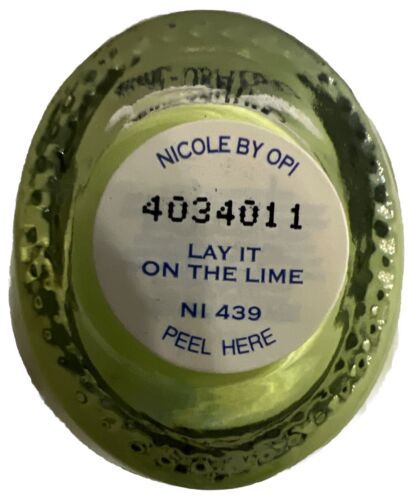 NICOLE BY OPI
4034011
LAY IT
ON THE LIME
NI 439
PEEL HERE